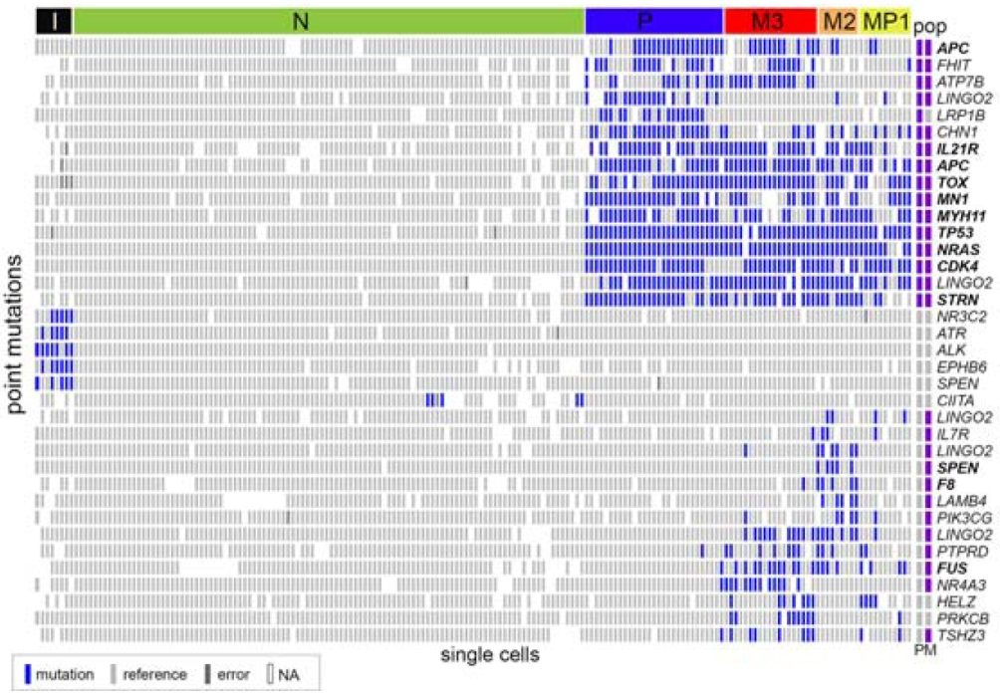 I N P M3 M2 MP1 pop
APC
FHIT
ATP7B
LINGO2
LRP1B
CHN1
IL21R
APC
TOX
MN1
MYH11
TP53
NRAS
CDK4
LINGO2
STRN
NR3C2
ATR
ALK
EPHB6
SPEN
CIITA
LINGO2
IL7R
LINGO2
SPEN
F8
LAMB4
PIK3CG
LINGO2
PTPRD
FUS
NR4A3
HELZ
PRKCB
TSHZ3
point mutations
single cells
PM
mutation reference error NA